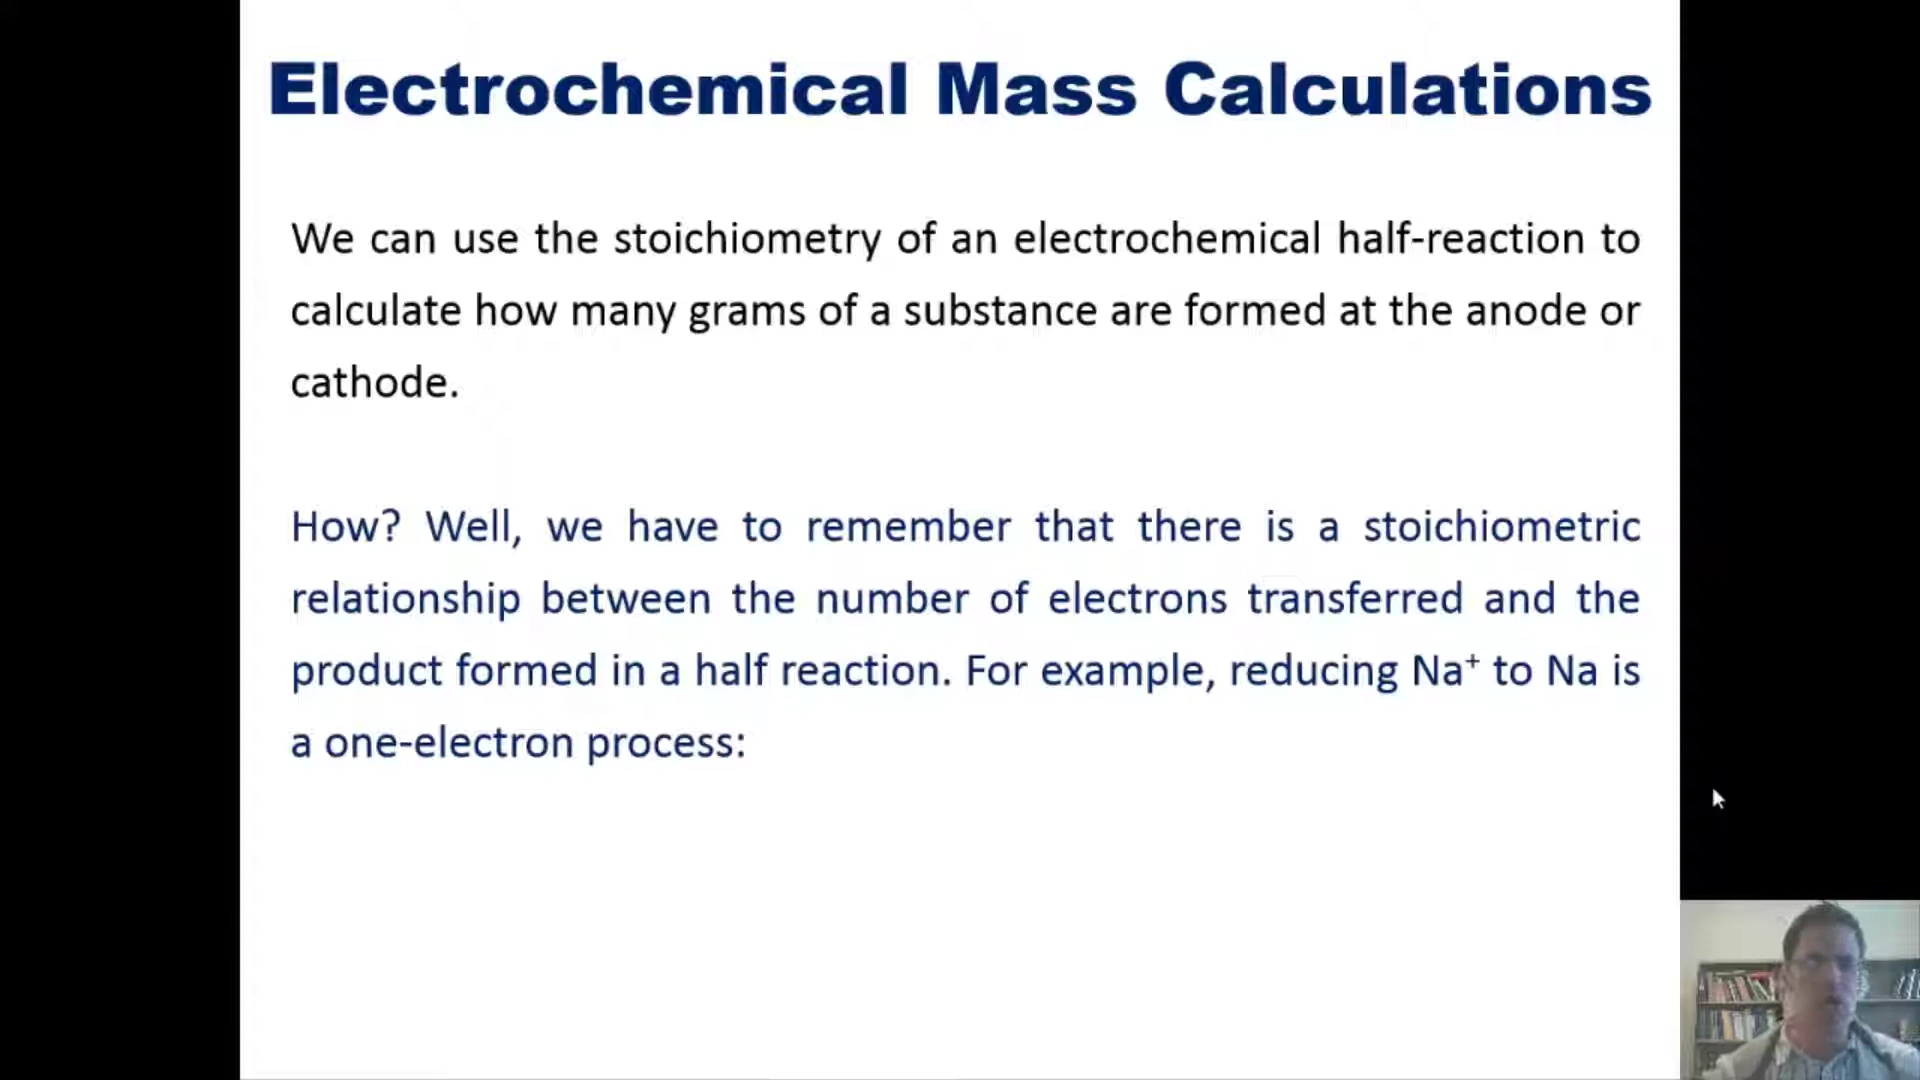 Electrochemical Mass Calculations
We can use the stoichiometry of an electrochemical half-reaction to
calculate how many grams of a substance are formed at the anode or
cathode.
How? Well, we have to remember that there is a stoichiometric
relationship between the number of electrons transferred and the
product formed in a half reaction. For example, reducing Na⁺ to Na is
a one-electron process: